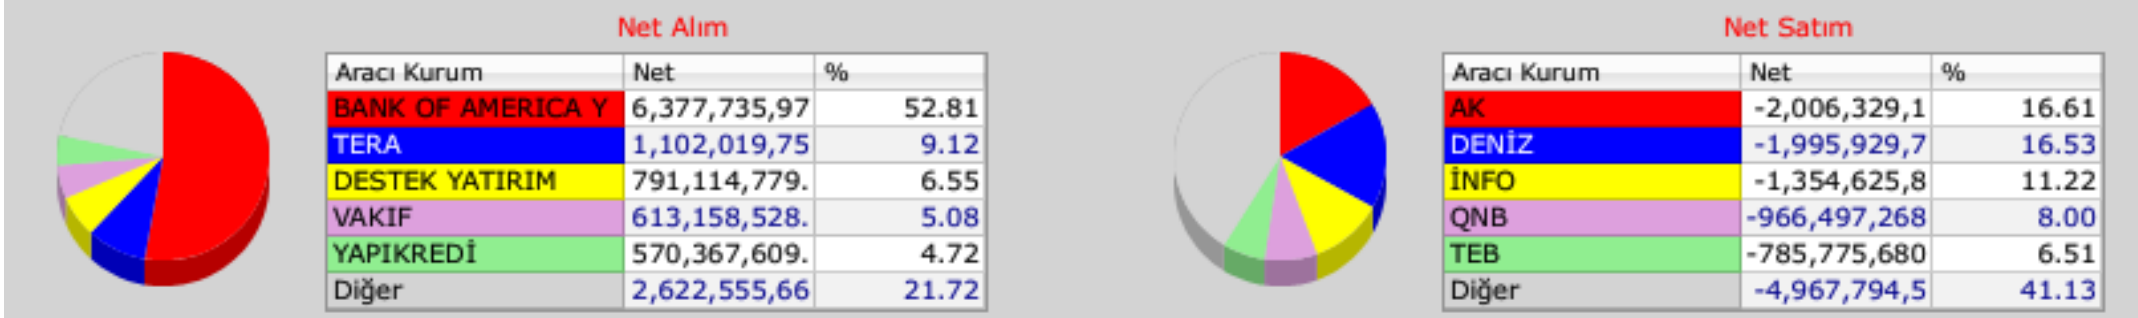 Net Alım
Aracı Kurum Net %
BANK OF AMERICA Y 6,377,735,97 52.81
TERA 1,102,019,75 9.12
DESTEK YATIRIM 791,114,779. 6.55
VAKIF 613,158,528. 5.08
YAPIKREDİ 570,367,609. 4.72
Diğer 2,622,555,66 21.72
Net Satım
Aracı Kurum Net %
AK -2,006,329,1 16.61
DENİZ -1,995,929,7 16.53
İNFO -1,354,625,8 11.22
QNB -966,497,268 8.00
TEB -785,775,680 6.51
Diğer -4,967,794,5 41.13